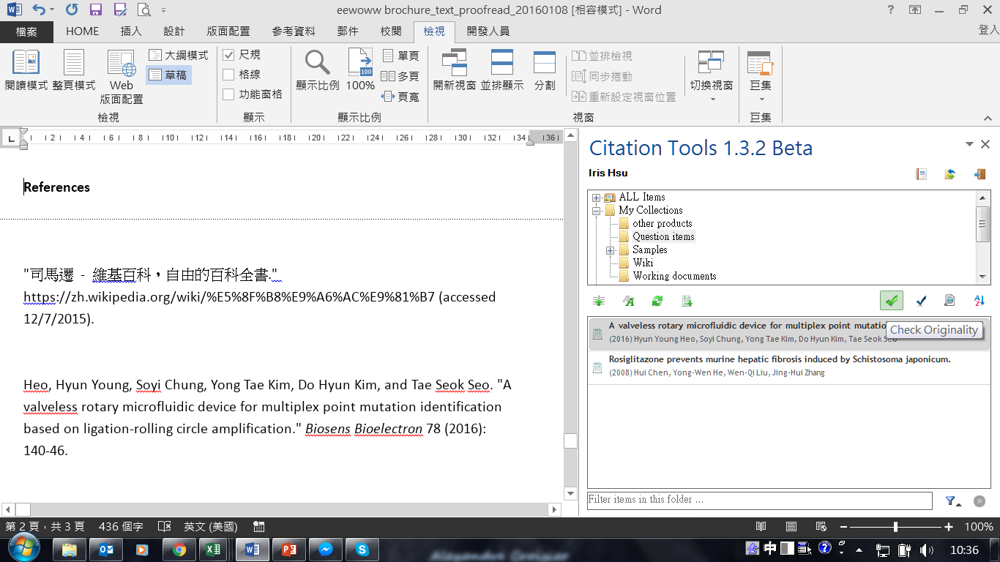 eewoww brochure_text_proofread_20160108 [相容模式] - Word
登入
檔案 HOME 插入 設計 版面配置 參考資料 郵件 校閱 檢視 開發人員
閱讀模式 整頁模式 Web 版面配置
大綱模式
草稿
檢視
尺規
格線
功能窗格
顯示
顯示比例 100% 100
單頁
多頁
頁寬
顯示比例
開新視窗 並排顯示 分割
並排檢視
同步捲動
重新設定視窗位置
切換視窗
視窗
巨集
巨集
2 4 6 8 10 12 14 16 18 20 22 24 26 28 30 32 34 36
References
"司馬遷 - 維基百科，自由的百科全書."
https://zh.wikipedia.org/wiki/%E5%8F%B8%E9%A6%AC%E9%81%B7 (accessed
12/7/2015).
Heo, Hyun Young, Soyi Chung, Yong Tae Kim, Do Hyun Kim, and Tae Seok Seo. "A
valveless rotary microfluidic device for multiplex point mutation identification
based on ligation-rolling circle amplification." Biosens Bioelectron 78 (2016):
140-46.
Citation Tools 1.3.2 Beta
Iris Hsu
ALL Items
My Collections
other products
Question items
Samples
Wiki
Working documents
A valveless rotary microfluidic device for multiplex point mutatio
Check Originality
(2016) Hyun Young Heo, Soyi Chung, Yong Tae Kim, Do Hyun Kim, Tae Seok Seo
Rosiglitazone prevents murine hepatic fibrosis induced by Schistosoma japonicum.
(2008) Hui Chen, Yong-Wen He, Wen-Qi Liu, Jing-Hui Zhang
Filter items in this folder ...
第 2 頁，共 3 頁 436 個字 英文 (美國) 100%
中 10:36